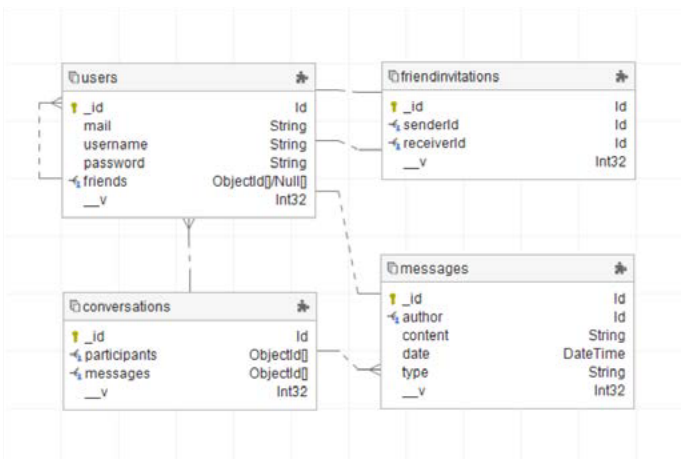 users
_id Id
mail String
username String
password String
friends ObjectId[]/Null[]
__v Int32
friendinvitations
_id Id
senderId Id
receiverId Id
__v Int32
conversations
_id Id
participants ObjectId[]
messages ObjectId[]
__v Int32
messages
_id Id
author Id
content String
date DateTime
type String
__v Int32